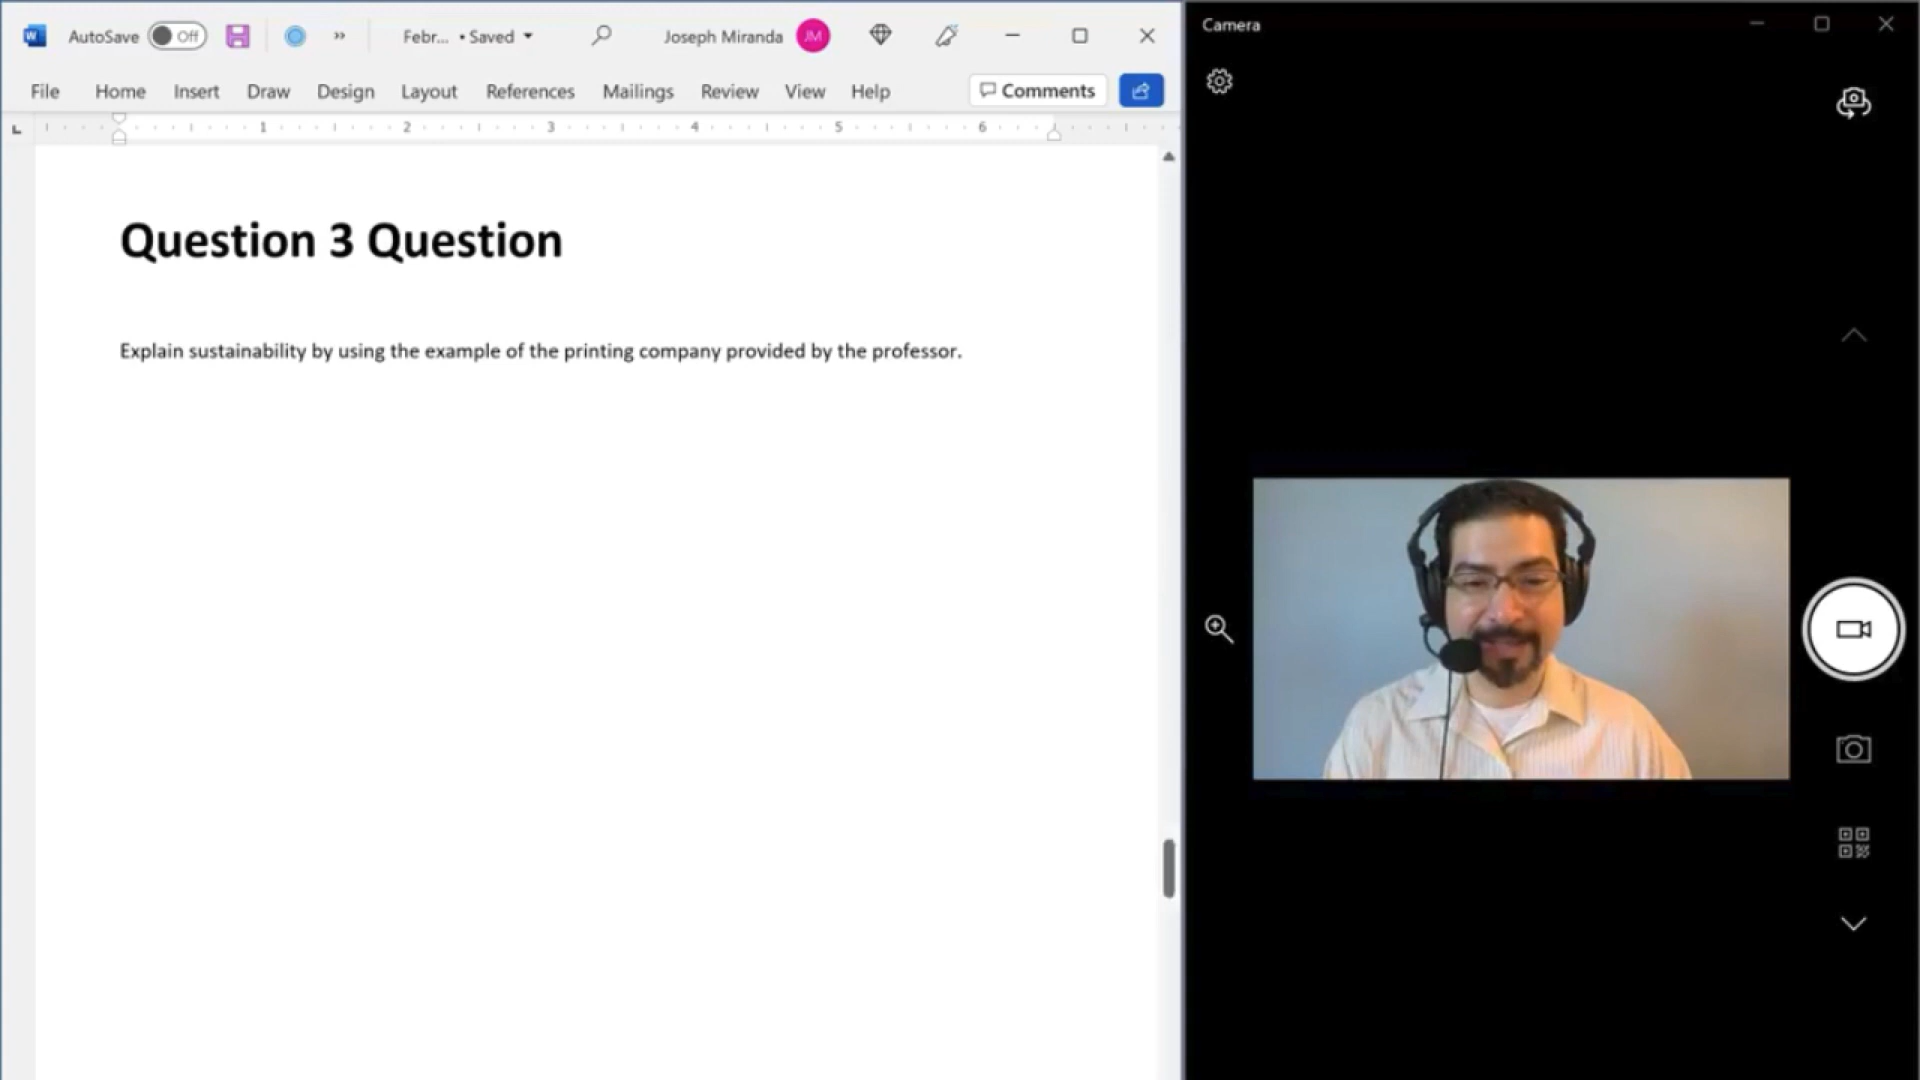 AutoSave Off Febr... • Saved Joseph Miranda JM
File Home Insert Draw Design Layout References Mailings Review View Help Comments
1 2 3 4 5 6
Question 3 Question
Explain sustainability by using the example of the printing company provided by the professor.
Camera